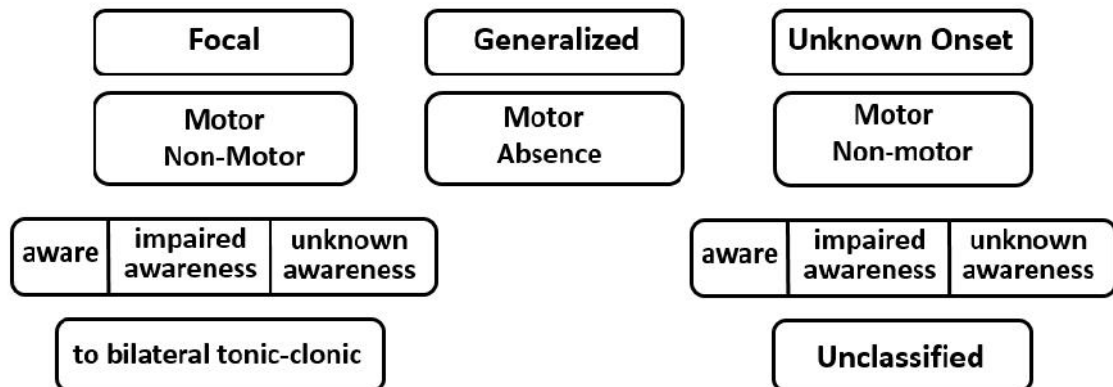 Focal
Generalized
Unknown Onset
Motor
Non-Motor
Motor
Absence
Motor
Non-motor
aware
impaired
awareness
unknown
awareness
aware
impaired
awareness
unknown
awareness
to bilateral tonic-clonic
Unclassified